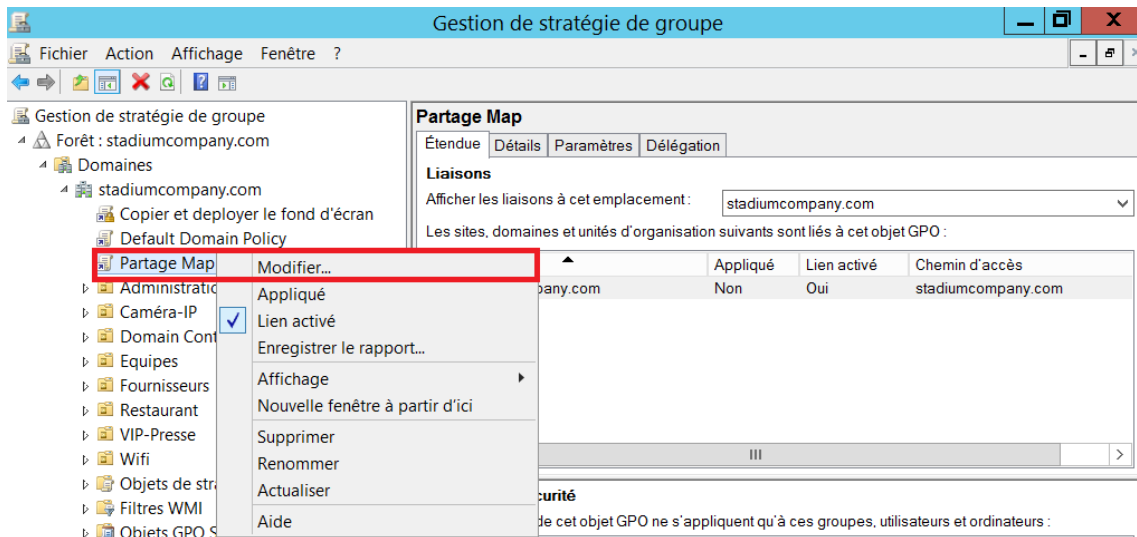 Gestion de stratégie de groupe
Fichier Action Affichage Fenêtre ?
Gestion de stratégie de groupe
Forêt : stadiumcompany.com
Domaines
stadiumcompany.com
Copier et deployer le fond d'écran
Default Domain Policy
Partage Map
Caméra-IP
Equipes
Fournisseurs
Restaurant
VIP-Presse
Wifi
Objets de
Filtres WMI
Objets GPO
Modifier...
Appliqué
Lien activé
Enregistrer le rapport...
Affichage
Nouvelle fenêtre à partir d'ici
Supprimer
Renommer
Actualiser
Aide
Partage Map
Étendue Détails Paramètres Délégation
Liaisons
Afficher les liaisons à cet emplacement : stadiumcompany.com
Les sites, domaines et unités d'organisation suivants sont liés à cet objet GPO :
Appliqué Lien activé Chemin d'accès
pany.com Non Oui stadiumcompany.com
curité
de cet objet GPO ne s'appliquent qu'à ces groupes, utilisateurs et ordinateurs :